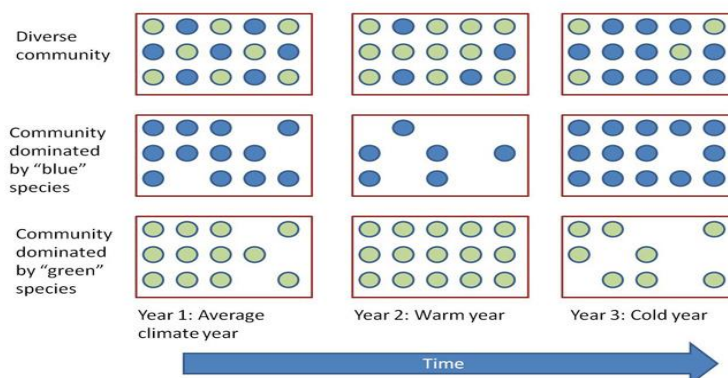 Diverse
community
Community
dominated
by "blue"
species
Community
dominated
by "green"
species
Year 1: Average
climate year
Year 2: Warm year
Year 3: Cold year
Time